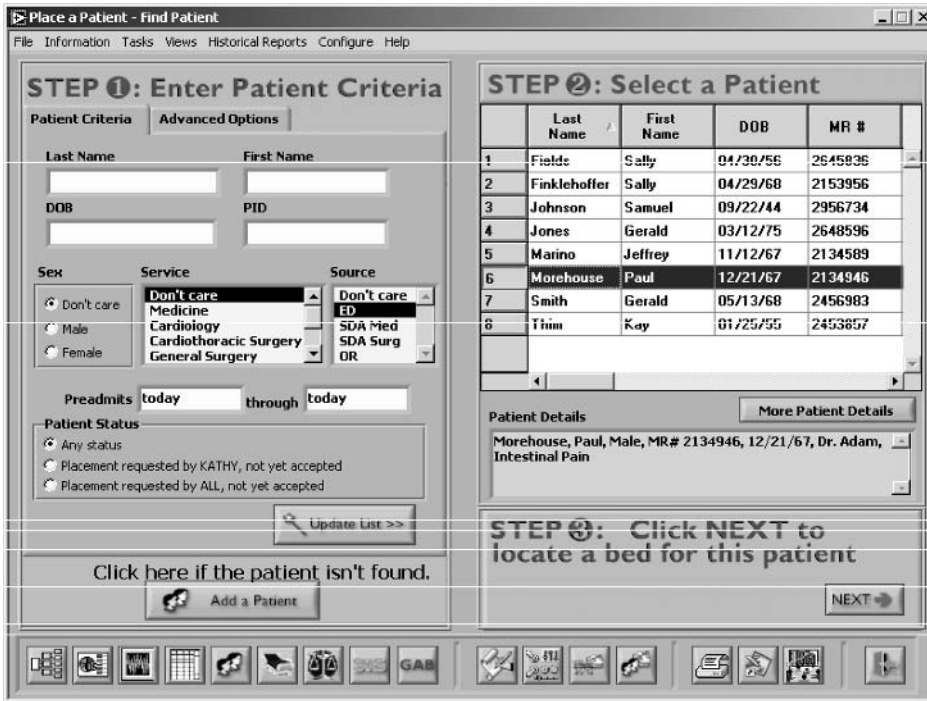 Place a Patient - Find Patient
File Information Tasks Views Historical Reports Configure Help
STEP 1: Enter Patient Criteria
Patient Criteria Advanced Options
Last Name First Name
DOB PID
Sex Service Source
Don't care
Male
Female
Don't care
Medicine
Cardiology
Cardiothoracic Surgery
General Surgery
Don't care
ED
SDA Med
SDA Surg
OR
Preadmits today through today
Patient Status
Any status
Placement requested by KATHY, not yet accepted
Placement requested by ALL, not yet accepted
Update List >>
Click here if the patient isn't found.
Add a Patient
STEP 2: Select a Patient
Last Name First Name DOB MR #
1 Fields Sally 04/30/56 2645836
2 Finklehoffer Sally 04/29/68 2153956
3 Johnson Samuel 09/22/44 2956734
4 Jones Gerald 03/12/75 2648596
5 Marino Jeffrey 11/12/67 2134589
6 Morehouse Paul 12/21/67 2134946
7 Smith Gerald 05/13/68 2456983
8 Thim Kay 01/25/55 2453857
Patient Details More Patient Details
Morehouse, Paul, Male, MR# 2134946, 12/21/67, Dr. Adam,
Intestinal Pain
STEP 3: Click NEXT to
locate a bed for this patient
NEXT
SMS GAB